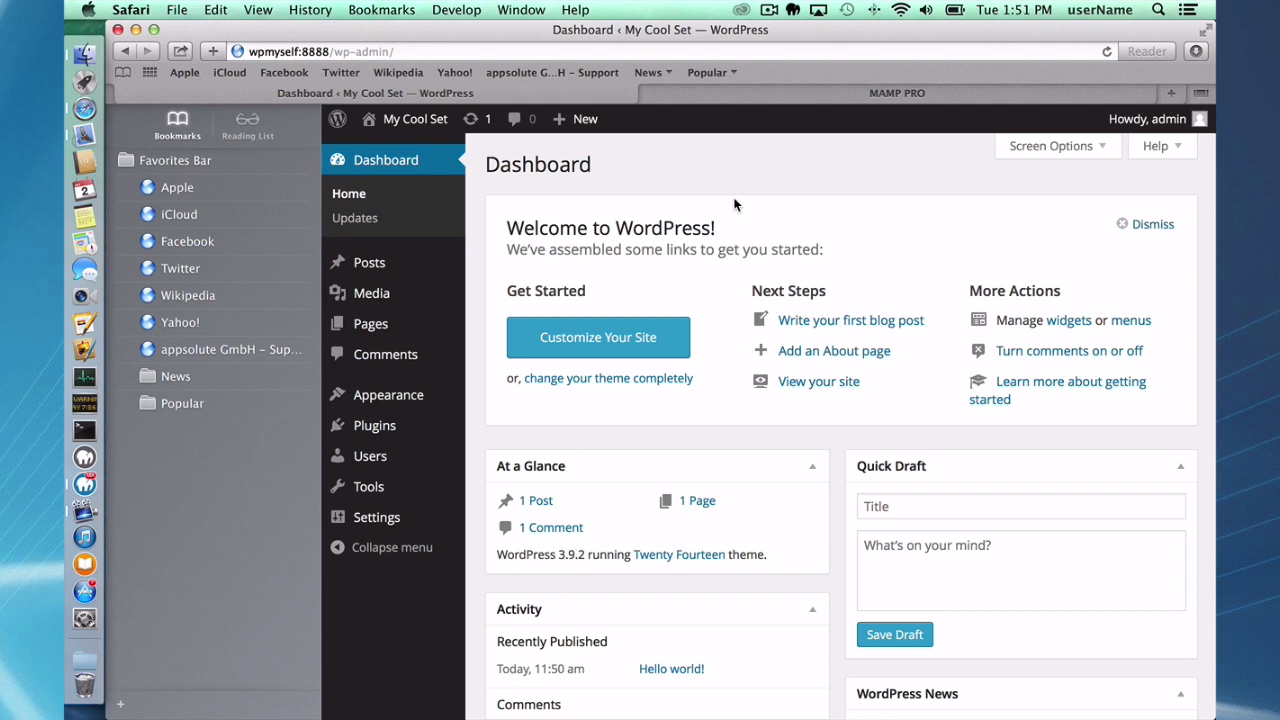 Safari File Edit View History Bookmarks Develop Window Help Tue 1:51 PM userName
Dashboard ‹ My Cool Set — WordPress
wpmyself:8888/wp-admin/ Reader
Apple iCloud Facebook Twitter Wikipedia Yahoo! appsolute G...H – Support News Popular
Dashboard ‹ My Cool Set — WordPress MAMP PRO
Bookmarks Reading List
Favorites Bar
Apple
iCloud
Facebook
Twitter
Wikipedia
Yahoo!
appsolute GmbH – Sup...
News
Popular
My Cool Set 1 0 New Howdy, admin
Dashboard
Home
Updates
Posts
Media
Pages
Comments
Appearance
Plugins
Users
Tools
Settings
Collapse menu
Screen Options Help
Dashboard
Welcome to WordPress! Dismiss
We've assembled some links to get you started:
Get Started
Customize Your Site
or, change your theme completely
Next Steps
Write your first blog post
Add an About page
View your site
More Actions
Manage widgets or menus
Turn comments on or off
Learn more about getting
started
At a Glance
1 Post 1 Page
1 Comment
WordPress 3.9.2 running Twenty Fourteen theme.
Activity
Recently Published
Today, 11:50 am Hello world!
Comments
Quick Draft
Title
What's on your mind?
Save Draft
WordPress News